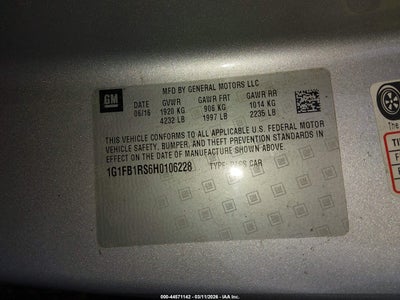 GM
MFD BY GENERAL MOTORS LLC
DATE GVWR GAWR FRT GAWR RR
06/16 1920 KG 906 KG 1014 KG
4232 LB 1997 LB 2235 LB
THIS VEHICLE CONFORMS TO ALL APPLICABLE U.S. FEDERAL MOTOR
VEHICLE SAFETY, BUMPER, AND THEFT PREVENTION STANDARDS IN
EFFECT ON THE DATE OF MANUFACTURE SHOWN ABOVE.
1G1FB1RS6H0106228 TYPE: PASS CAR
The
000-44571142 - 03/11/2026 - IAA Inc.